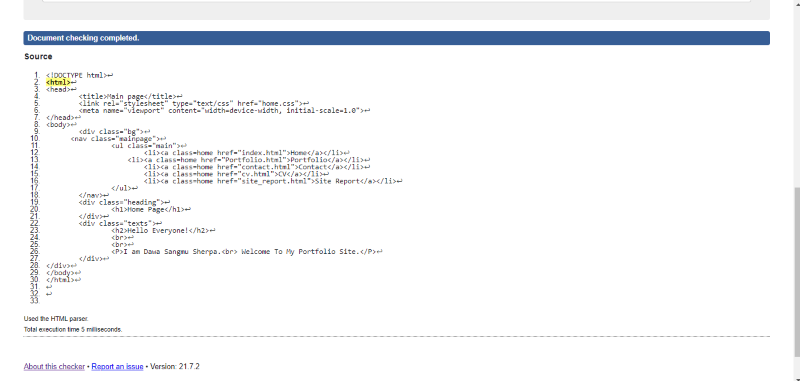 Document checking completed.
Source
1. <!DOCTYPE html>↩
2. <html>↩
3. <head>↩
4. <title>Main page</title>↩
5. <link rel="stylesheet" type="text/css" href="home.css">↩
6. <meta name="viewport" content="width=device-width, initial-scale=1.0">↩
7. </head>↩
8. <body>↩
9. <div class="bg">↩
10. <nav class="mainpage">↩
11. <ul class="main">↩
12. <li><a class=home href="index.html">Home</a></li>↩
13. <li><a class=home href="Portfolio.html">Portfolio</a></li>↩
14. <li><a class=home href="contact.html">Contact</a></li>↩
15. <li><a class=home href="cv.html">CV</a></li>↩
16. <li><a class=home href="site_report.html">Site Report</a></li>↩
17. </ul>↩
18. </nav>↩
19. <div class="heading">↩
20. <h1>Home Page</h1>↩
21. </div>↩
22. <div class="texts">↩
23. <h2>Hello Everyone!</h2>↩
24. <br>↩
25. <br>↩
26. <P>I am Dawa Sangmu Sherpa.<br> Welcome To My Portfolio Site.</P>↩
27. </div>↩
28. </div>↩
29. </body>↩
30. </html>↩
31. ↩
32. ↩
33.
Used the HTML parser.
Total execution time 5 milliseconds.
About this checker • Report an issue • Version: 21.7.2